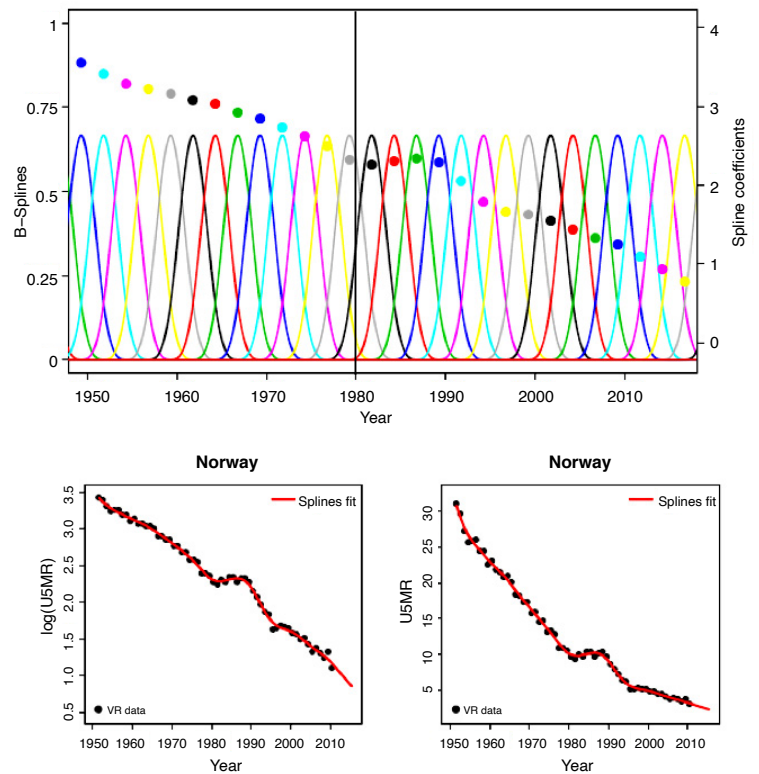 1
0.75
0.5
0.25
0
B–Splines
4
3
2
1
0
Spline coefficients
1950 1960 1970 1980 1990 2000 2010
Year
Norway
3.5
3.0
2.5
2.0
1.5
1.0
0.5
log(U5MR)
Splines fit
VR data
1950 1960 1970 1980 1990 2000 2010
Year
Norway
30
25
20
15
10
5
U5MR
Splines fit
VR data
1950 1960 1970 1980 1990 2000 2010
Year